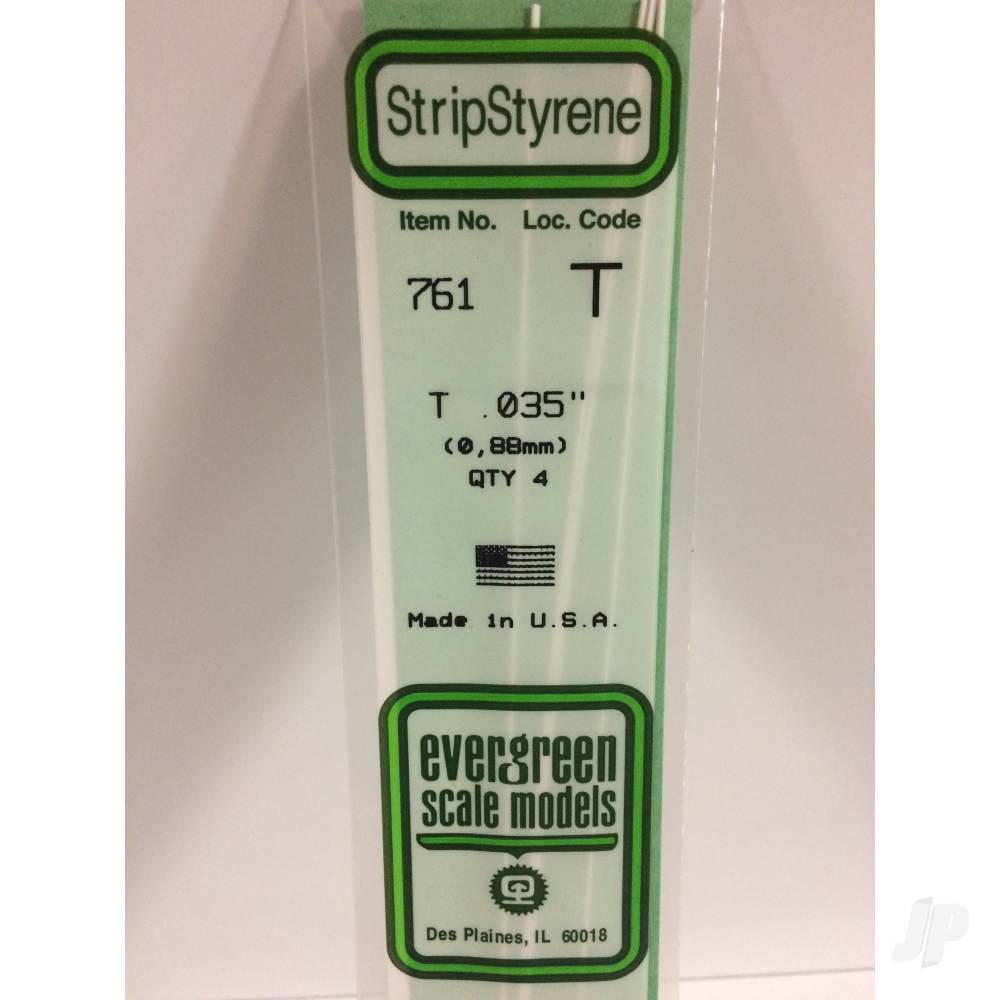 StripStyrene
Item No. Loc. Code
761 T
T .035"
(0,88mm)
QTY 4
Made in U.S.A.
evergreen
scale models
Des Plaines, IL 60018
JP